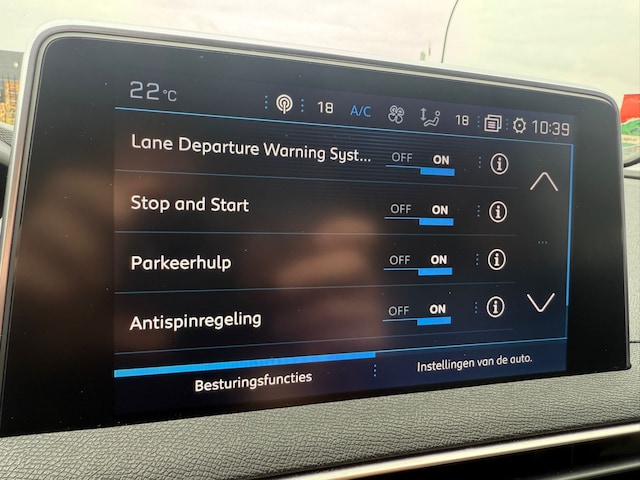 22°C 18 A/C 18 10:39
Lane Departure Warning Syst... OFF ON
Stop and Start OFF ON
Parkeerhulp OFF ON
Antispinregeling OFF ON
Besturingsfuncties Instellingen van de auto.